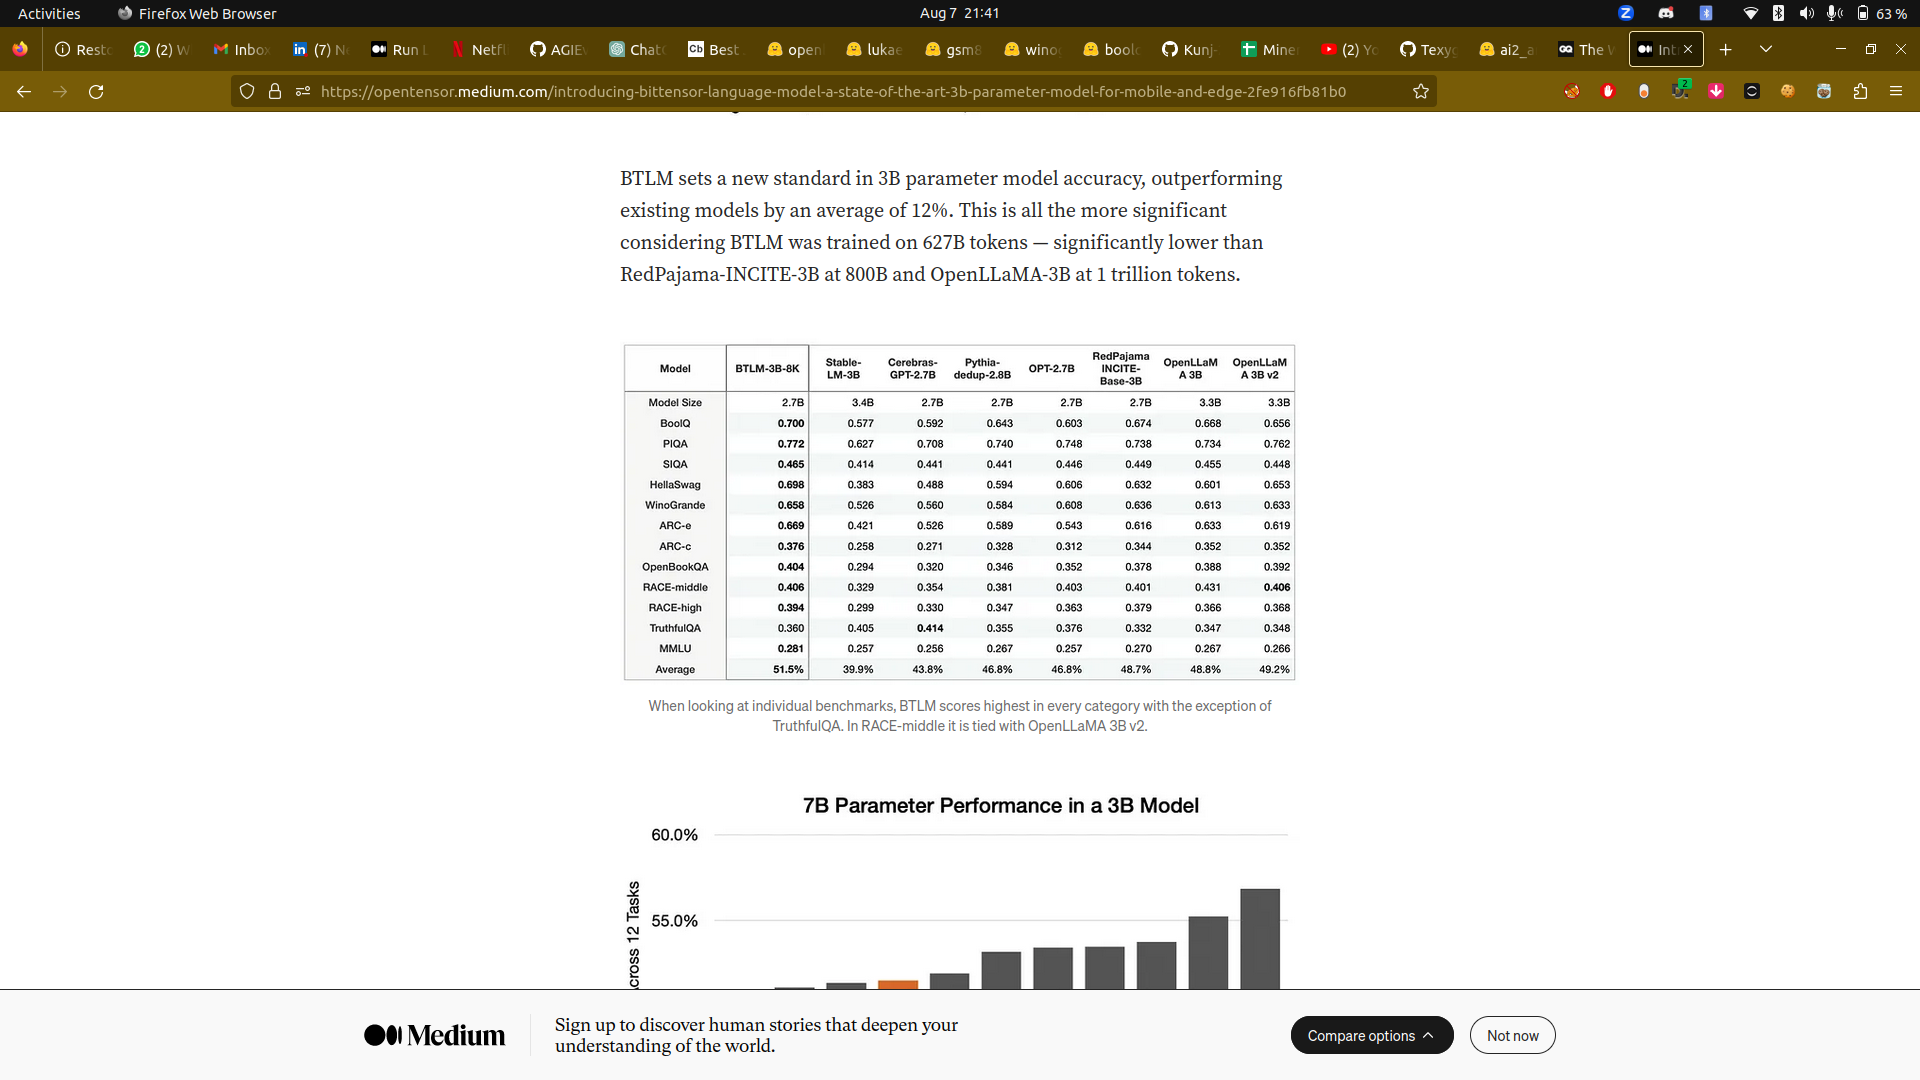 Activities Firefox Web Browser Aug 7 21:41 63 %
Resto (2) W Inbox (7) N Run L Netfl AGIEv Chat Best open lukae gsm8 wino boolc Kunj- Mine (2) Yo Texyg ai2_a The W Int
https://opentensor.medium.com/introducing-bittensor-language-model-a-state-of-the-art-3b-parameter-model-for-mobile-and-edge-2fe916fb81b0 2
BTLM sets a new standard in 3B parameter model accuracy, outperforming
existing models by an average of 12%. This is all the more significant
considering BTLM was trained on 627B tokens — significantly lower than
RedPajama-INCITE-3B at 800B and OpenLLaMA-3B at 1 trillion tokens.
Model BTLM-3B-8K Stable-LM-3B Cerebras-GPT-2.7B Pythia-dedup-2.8B OPT-2.7B RedPajama INCITE-Base-3B OpenLLaM A 3B OpenLLaM A 3B v2
Model Size 2.7B 3.4B 2.7B 2.7B 2.7B 2.7B 3.3B 3.3B
BoolQ 0.700 0.577 0.592 0.643 0.603 0.674 0.668 0.656
PIQA 0.772 0.627 0.708 0.740 0.748 0.738 0.734 0.762
SIQA 0.465 0.414 0.441 0.441 0.446 0.449 0.455 0.448
HellaSwag 0.698 0.383 0.488 0.594 0.606 0.632 0.601 0.653
WinoGrande 0.658 0.526 0.560 0.584 0.608 0.636 0.613 0.633
ARC-e 0.669 0.421 0.526 0.589 0.543 0.616 0.633 0.619
ARC-c 0.376 0.258 0.271 0.328 0.312 0.344 0.352 0.352
OpenBookQA 0.404 0.294 0.320 0.346 0.352 0.378 0.388 0.392
RACE-middle 0.406 0.329 0.354 0.381 0.403 0.401 0.431 0.406
RACE-high 0.394 0.299 0.330 0.347 0.363 0.379 0.366 0.368
TruthfulQA 0.360 0.405 0.414 0.355 0.376 0.332 0.347 0.348
MMLU 0.281 0.257 0.256 0.267 0.257 0.270 0.267 0.266
Average 51.5% 39.9% 43.8% 46.8% 46.8% 48.7% 48.8% 49.2%
When looking at individual benchmarks, BTLM scores highest in every category with the exception of
TruthfulQA. In RACE-middle it is tied with OpenLLaMA 3B v2.
7B Parameter Performance in a 3B Model
60.0%
55.0%
cross 12 Tasks
Medium
Sign up to discover human stories that deepen your
understanding of the world.
Compare options
Not now